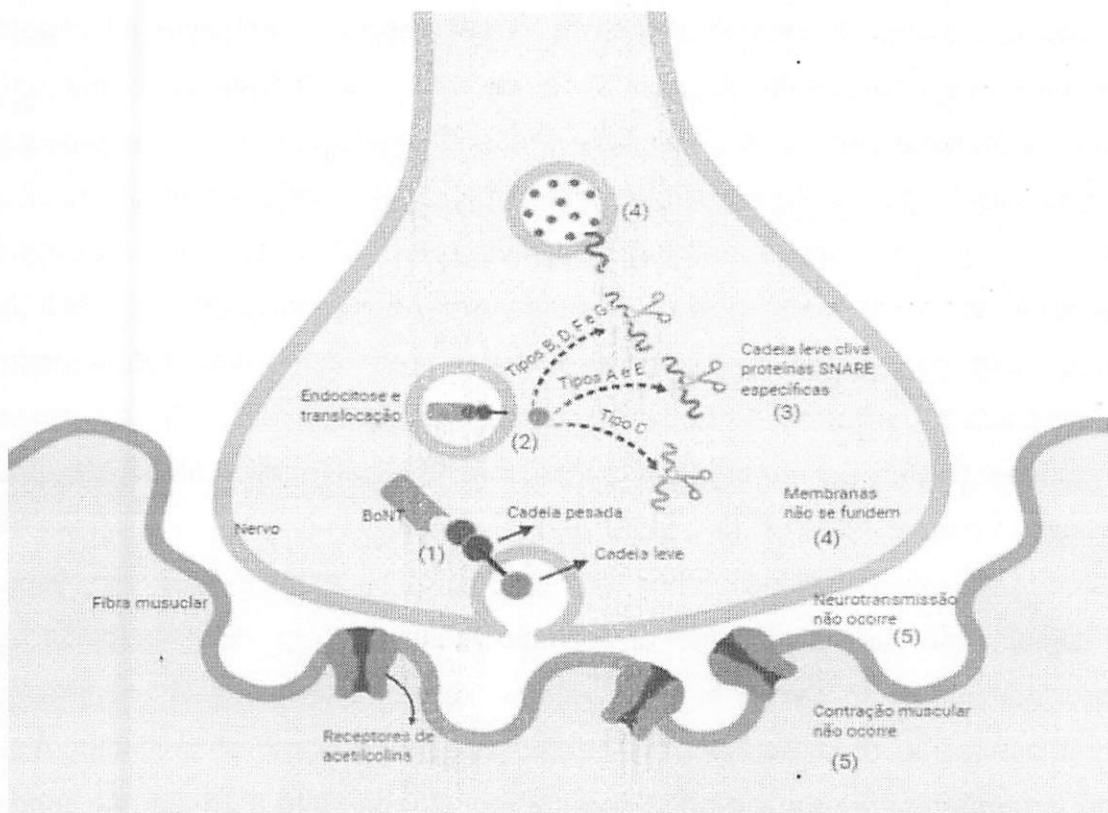 (4)
Tipos B, D, F e G
Cadeia leve cliva
proteínas SNARE
específicas
(3)
Tipos A e E
Endocitose e
translocação
(2)
Tipo C
Membranas
não se fundem
(4)
BoNT
Cadeia pesada
Nervo
(1)
Cadeia leve
Fibra musuclar
Neurotransmissão
não ocorre
(5)
Receptores de
acetilcolina
Contração muscular
não ocorre
(5)